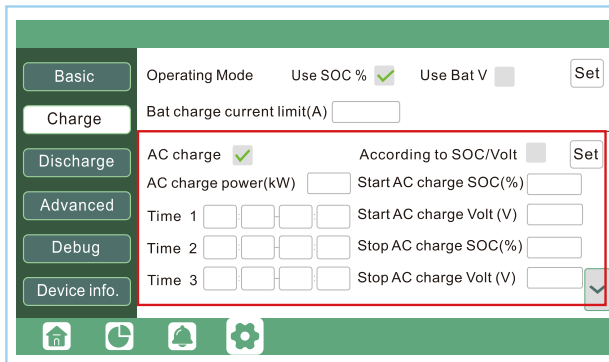 Basic
Operating Mode Use SOC % Use Bat V Set
Charge
Bat charge current limit(A)
Discharge
AC charge According to SOC/Volt Set
AC charge power(kW) Start AC charge SOC(%)
Advanced
Time 1 : - : Start AC charge Volt (V)
Debug
Time 2 : - : Stop AC charge SOC(%)
Device info.
Time 3 : - : Stop AC charge Volt (V)